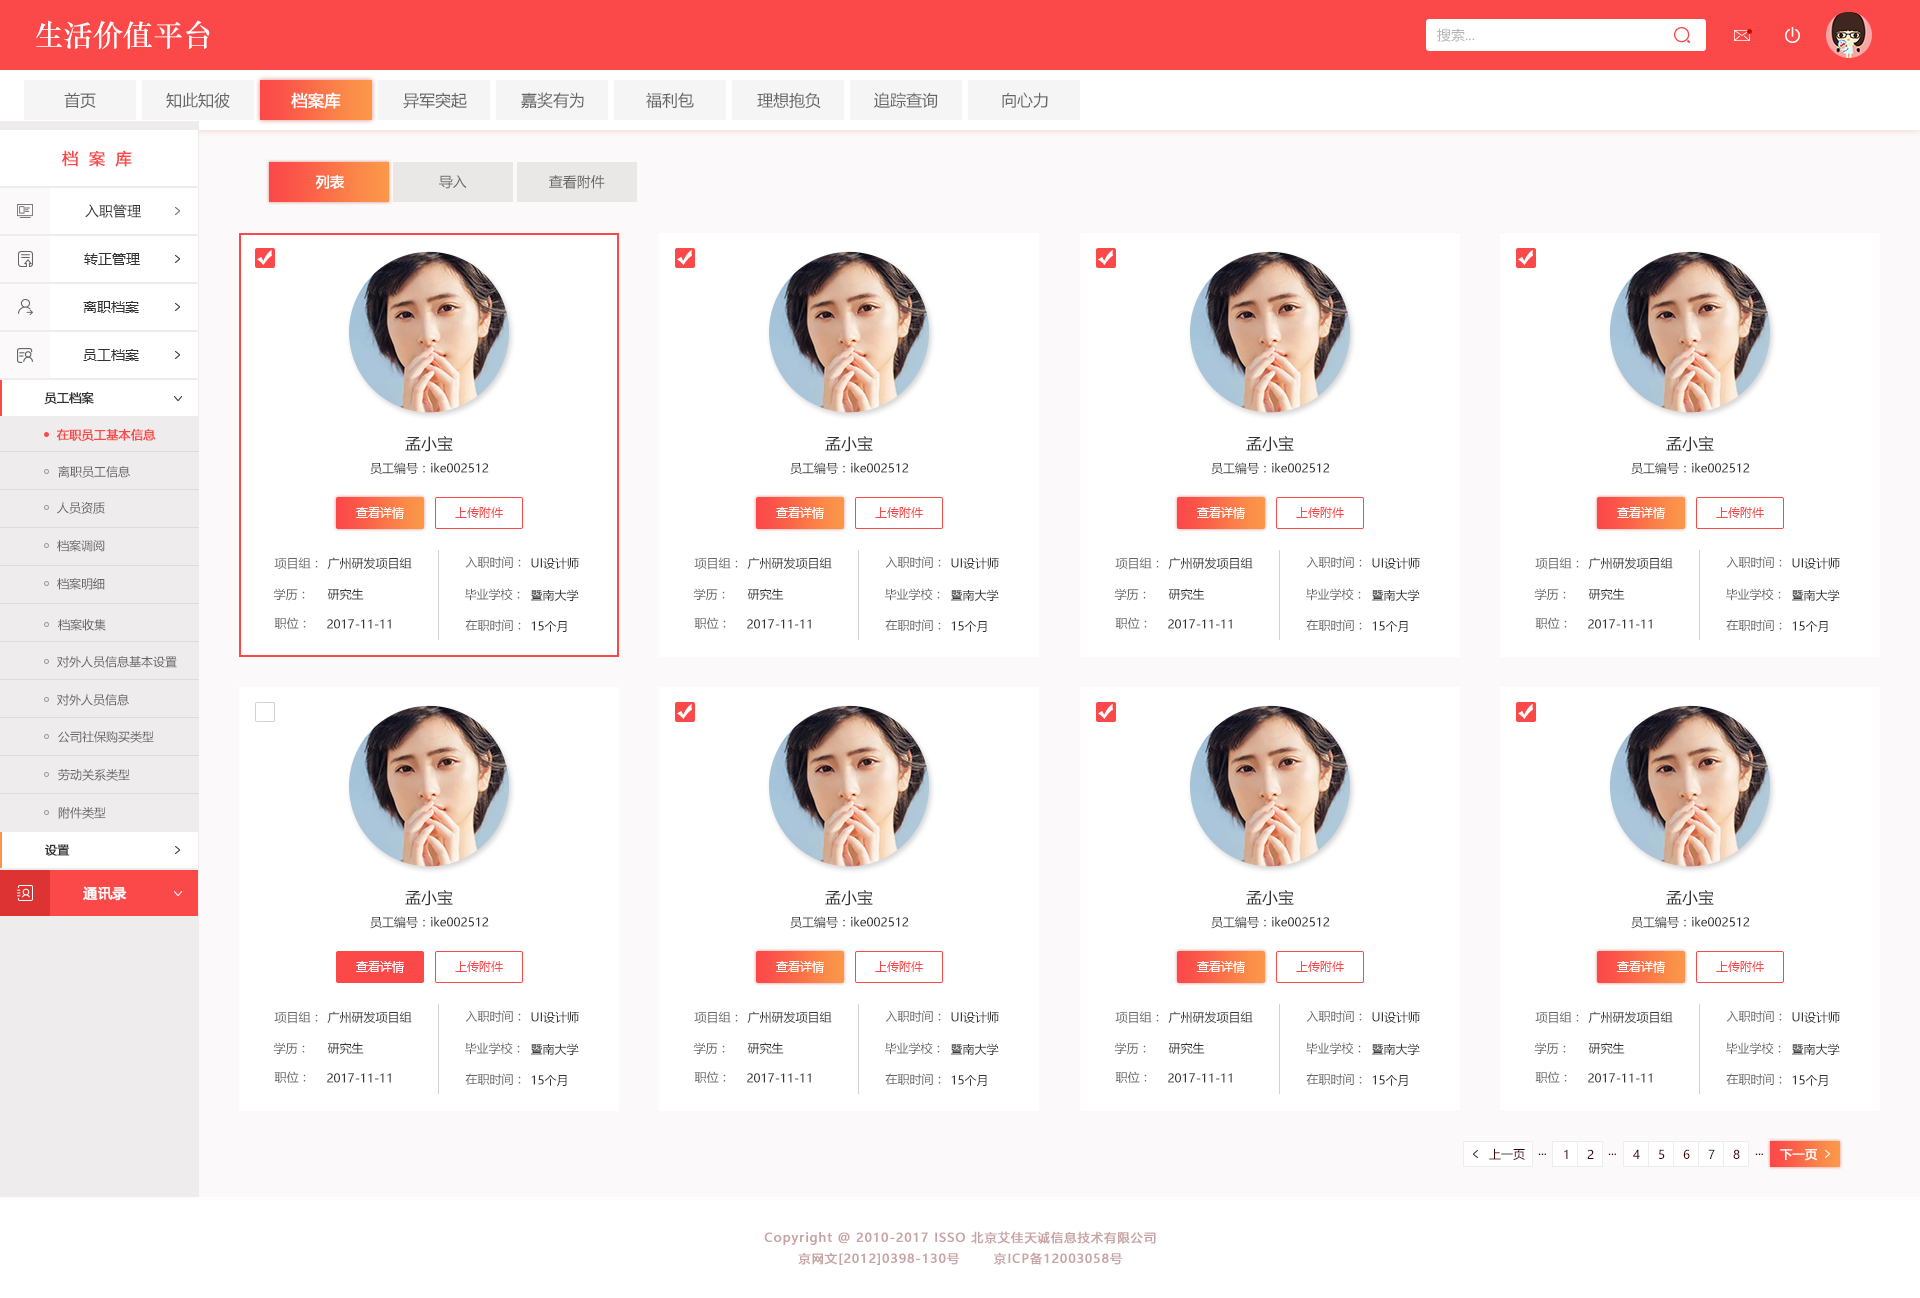 生活价值平台
搜索...
首页 知此知彼 档案库 异军突起 嘉奖有为 福利包 理想抱负 追踪查询 向心力
档 案 库
入职管理
转正管理
离职档案
员工档案
员工档案
在职员工基本信息
离职员工信息
人员资质
档案调阅
档案明细
档案收集
对外人员信息基本设置
对外人员信息
公司社保购买类型
劳动关系类型
附件类型
设置
通讯录
列表 导入 查看附件
孟小宝 孟小宝 孟小宝 孟小宝
员工编号：ike002512 员工编号：ike002512 员工编号：ike002512 员工编号：ike002512
查看详情 上传附件 查看详情 上传附件 查看详情 上传附件 查看详情 上传附件
项目组： 广州研发项目组 入职时间： UI设计师 项目组： 广州研发项目组 入职时间： UI设计师 项目组： 广州研发项目组 入职时间： UI设计师 项目组： 广州研发项目组 入职时间： UI设计师
学历： 研究生 毕业学校： 暨南大学 学历： 研究生 毕业学校： 暨南大学 学历： 研究生 毕业学校： 暨南大学 学历： 研究生 毕业学校： 暨南大学
职位： 2017-11-11 在职时间： 15个月 职位： 2017-11-11 在职时间： 15个月 职位： 2017-11-11 在职时间： 15个月 职位： 2017-11-11 在职时间： 15个月
孟小宝 孟小宝 孟小宝 孟小宝
员工编号：ike002512 员工编号：ike002512 员工编号：ike002512 员工编号：ike002512
查看详情 上传附件 查看详情 上传附件 查看详情 上传附件 查看详情 上传附件
项目组： 广州研发项目组 入职时间： UI设计师 项目组： 广州研发项目组 入职时间： UI设计师 项目组： 广州研发项目组 入职时间： UI设计师 项目组： 广州研发项目组 入职时间： UI设计师
学历： 研究生 毕业学校： 暨南大学 学历： 研究生 毕业学校： 暨南大学 学历： 研究生 毕业学校： 暨南大学 学历： 研究生 毕业学校： 暨南大学
职位： 2017-11-11 在职时间： 15个月 职位： 2017-11-11 在职时间： 15个月 职位： 2017-11-11 在职时间： 15个月 职位： 2017-11-11 在职时间： 15个月
< 上一页 ... 1 2 ... 4 5 6 7 8 ... 下一页 >
Copyright @ 2010-2017 ISSO 北京艾佳天诚信息技术有限公司
京网文[2012]0398-130号 京ICP备12003058号